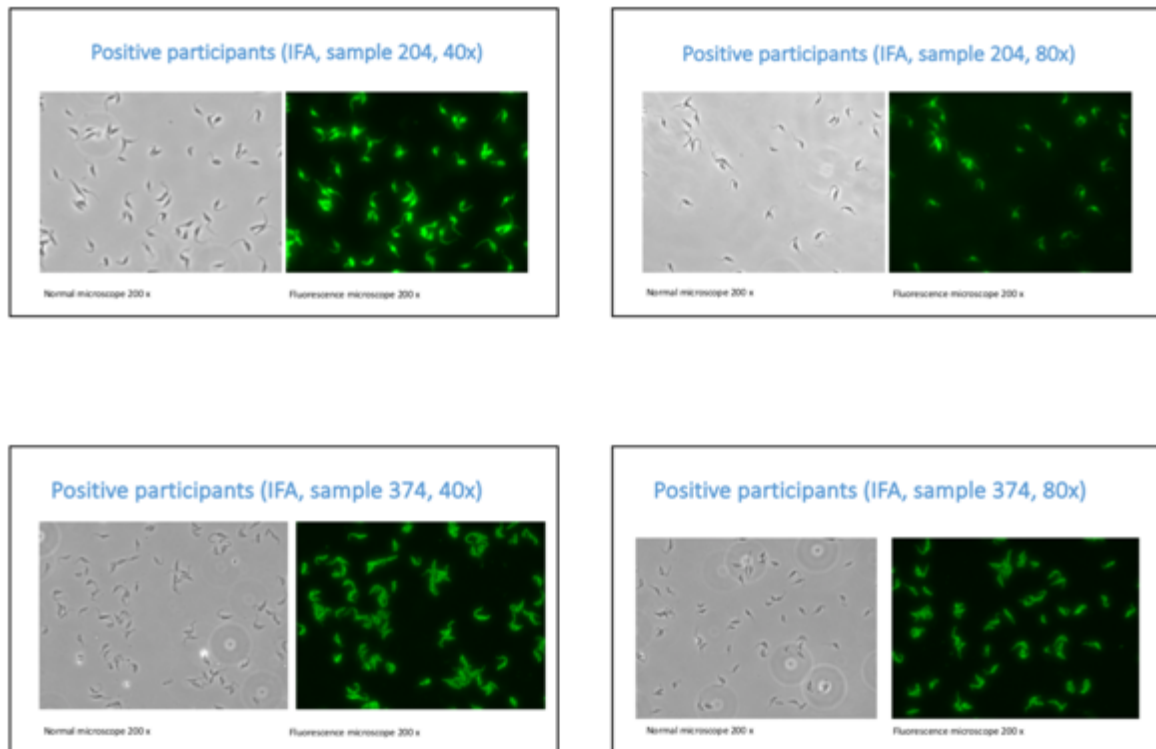 Positive participants (IFA, sample 204, 40x)
Normal microscope 200 x
Fluorescence microscope 200 x
Positive participants (IFA, sample 204, 80x)
Normal microscope 200 x
Fluorescence microscope 200 x
Positive participants (IFA, sample 374, 40x)
Normal microscope 200 x
Fluorescence microscope 200 x
Positive participants (IFA, sample 374, 80x)
Normal microscope 200 x
Fluorescence microscope 200 x